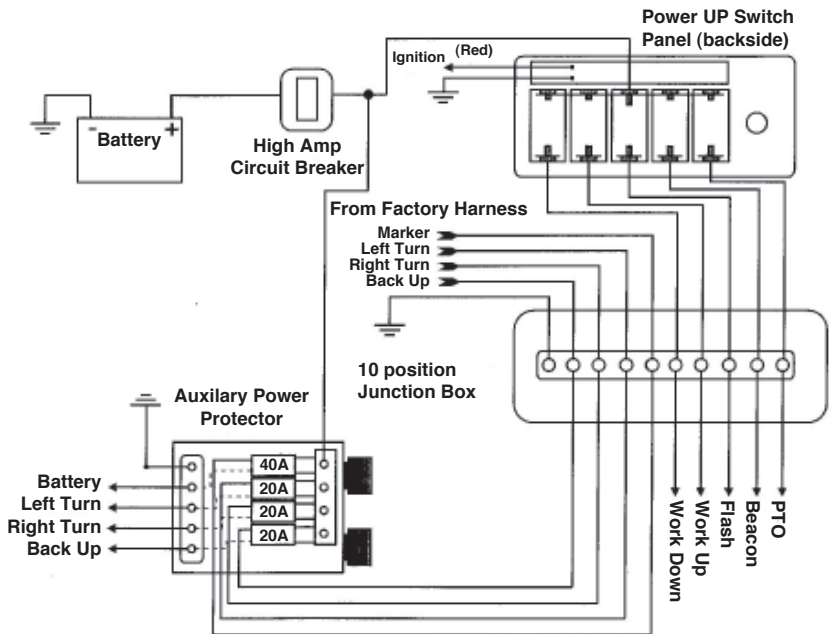 Power UP Switch
Panel (backside)
Ignition
(Red)
- Battery +
High Amp
Circuit Breaker
From Factory Harness
Marker
Left Turn
Right Turn
Back Up
10 position
Junction Box
Auxilary Power
Protector
40A
20A
20A
20A
Battery
Left Turn
Right Turn
Back Up
Work Down
Work Up
Flash
Beacon
PTO